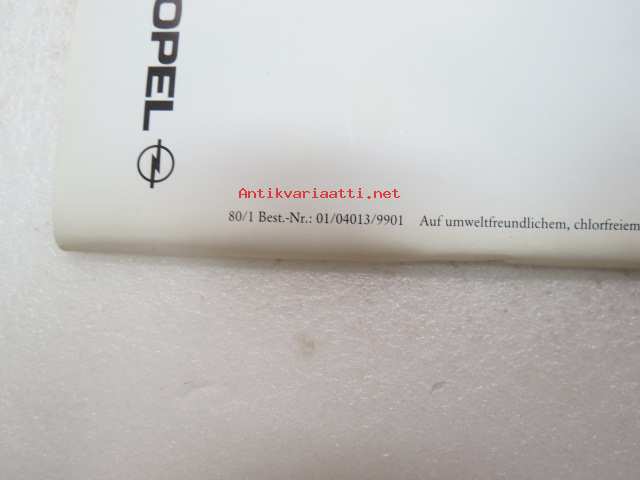 OPEL
Antikvariaatti.net
80/1 Best.-Nr.: 01/04013/9901 Auf umweltfreundlichem, chlorfreiem